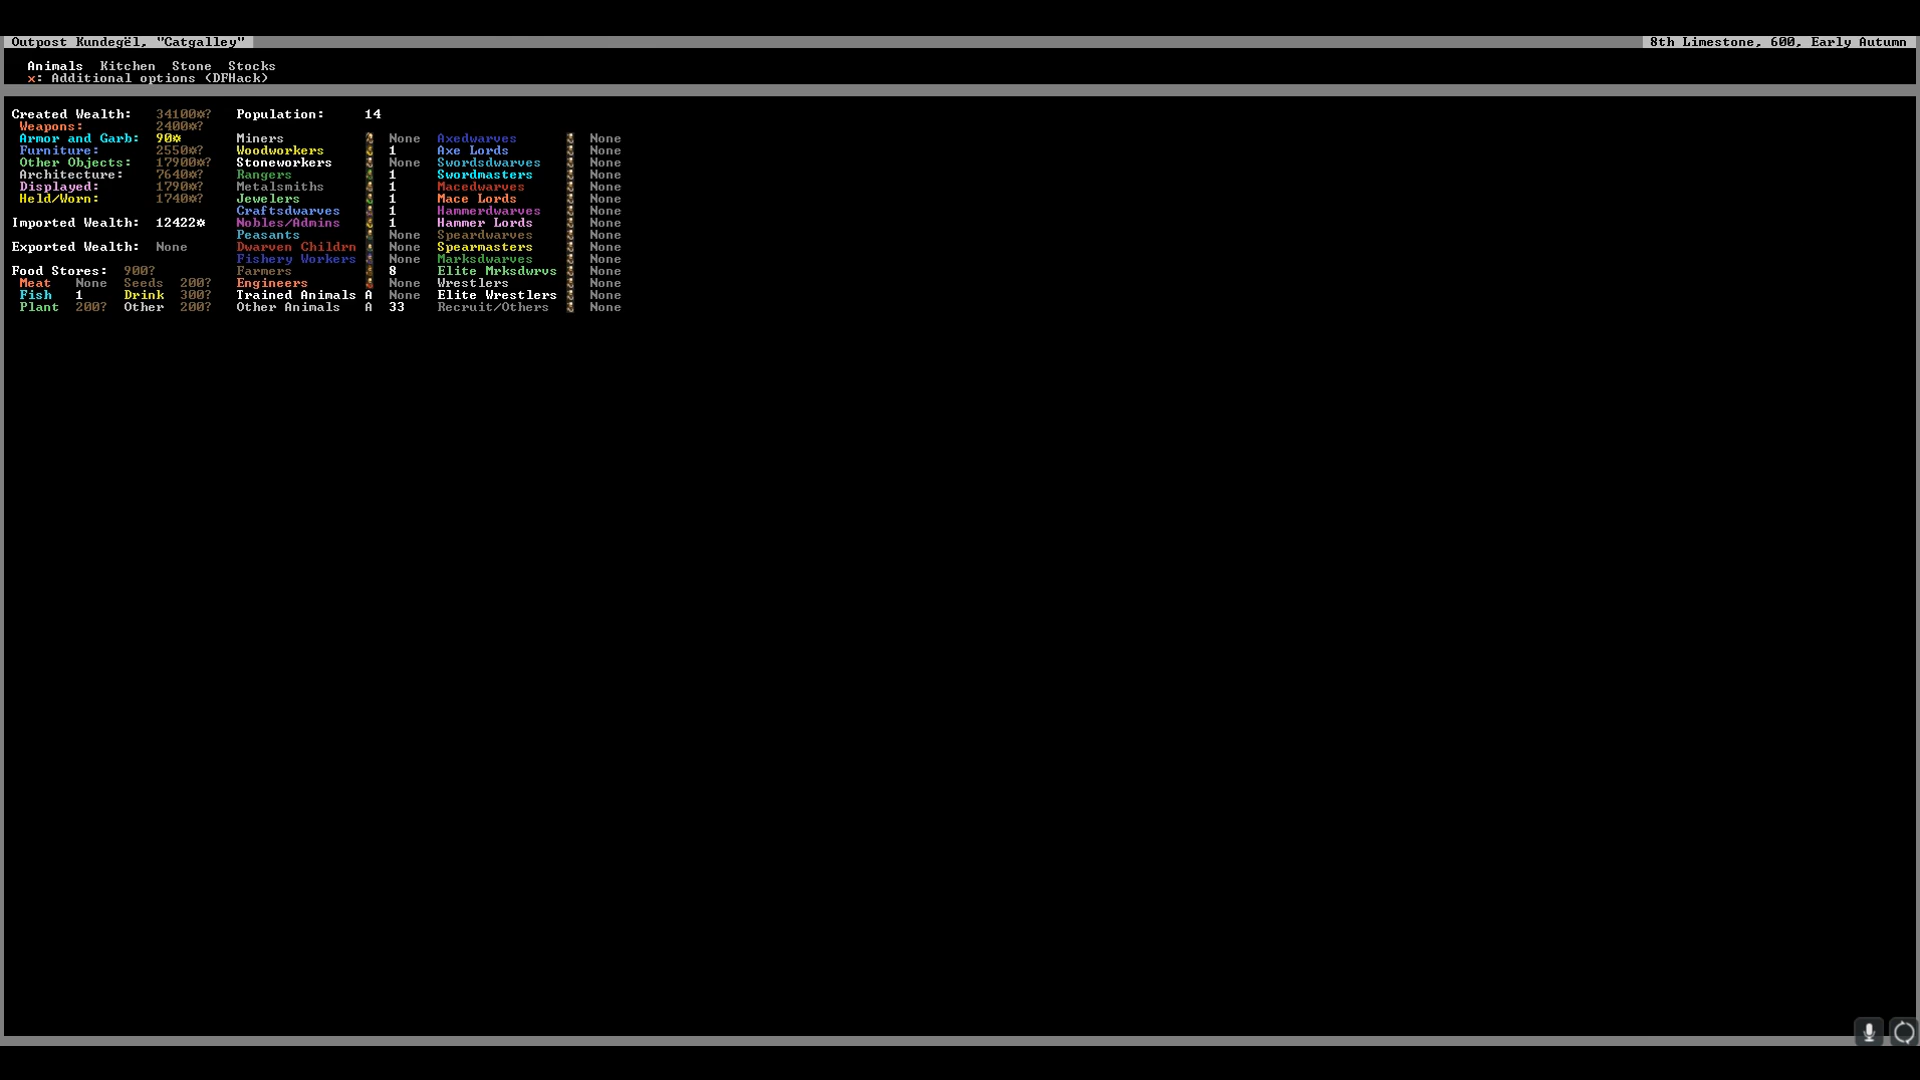 Outpost Kundegël, "Catgalley" 8th Limestone, 600, Early Autumn
Animals Kitchen Stone Stocks
x: Additional options (DFHack)
Created Wealth: 34100☼? Population: 14
Weapons: 2400☼?
Armor and Garb: 90☼ Miners None Axedwarves None
Furniture: 2550☼? Woodworkers 1 Axe Lords None
Other Objects: 17900☼? Stoneworkers None Swordsdwarves None
Architecture: 7640☼? Rangers 1 Swordmasters None
Displayed: 1790☼? Metalsmiths 1 Macedwarves None
Held/Worn: 1740☼? Jewelers 1 Mace Lords None
Craftsdwarves 1 Hammerdwarves None
Imported Wealth: 12422☼ Nobles/Admins 1 Hammer Lords None
Peasants None Speardwarves None
Exported Wealth: None Dwarven Childrn None Spearmasters None
Fishery Workers None Marksdwarves None
Food Stores: 900? Farmers 8 Elite Mrksdwrvs None
Meat None Seeds 200? Engineers None Wrestlers None
Fish 1 Drink 300? Trained Animals A None Elite Wrestlers None
Plant 200? Other 200? Other Animals A 33 Recruit/Others None